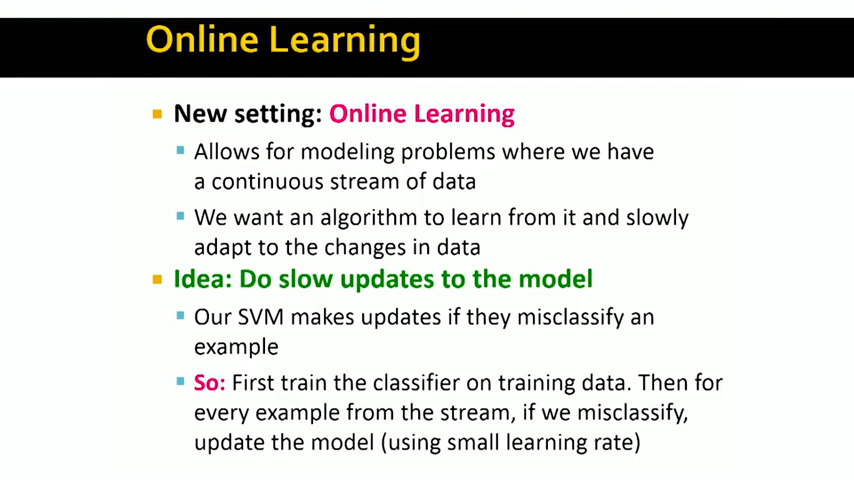 Online Learning
New setting: Online Learning
Allows for modeling problems where we have
a continuous stream of data
We want an algorithm to learn from it and slowly
adapt to the changes in data
Idea: Do slow updates to the model
Our SVM makes updates if they misclassify an
example
So: First train the classifier on training data. Then for
every example from the stream, if we misclassify,
update the model (using small learning rate)